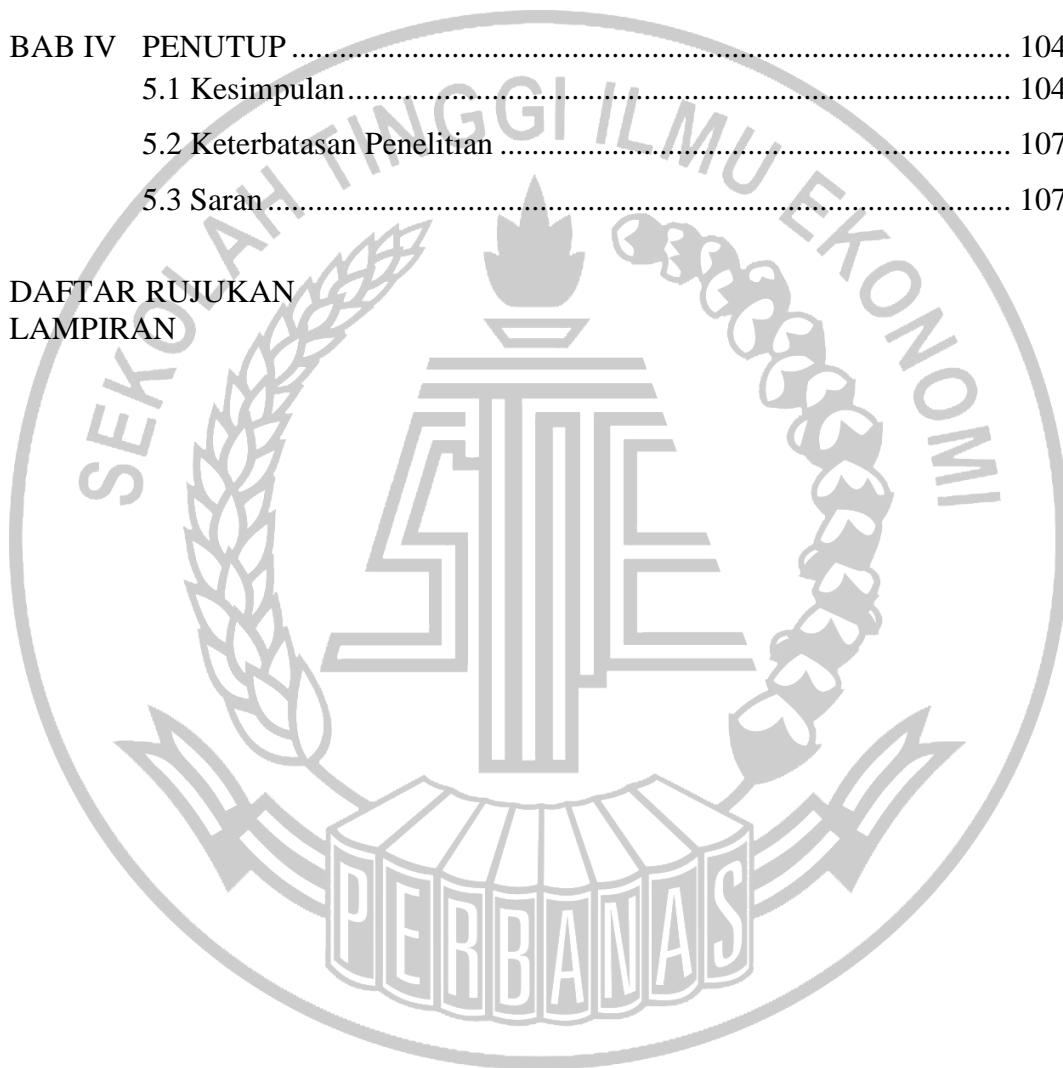 BAB IV PENUTUP ........................................................................................ 104
5.1 Kesimpulan ................................................................................. 104
5.2 Keterbatasan Penelitian .............................................................. 107
5.3 Saran ........................................................................................... 107
DAFTAR RUJUKAN
LAMPIRAN
SEKOLAH TINGGI ILMU EKONOMI
STIE
PERBANAS